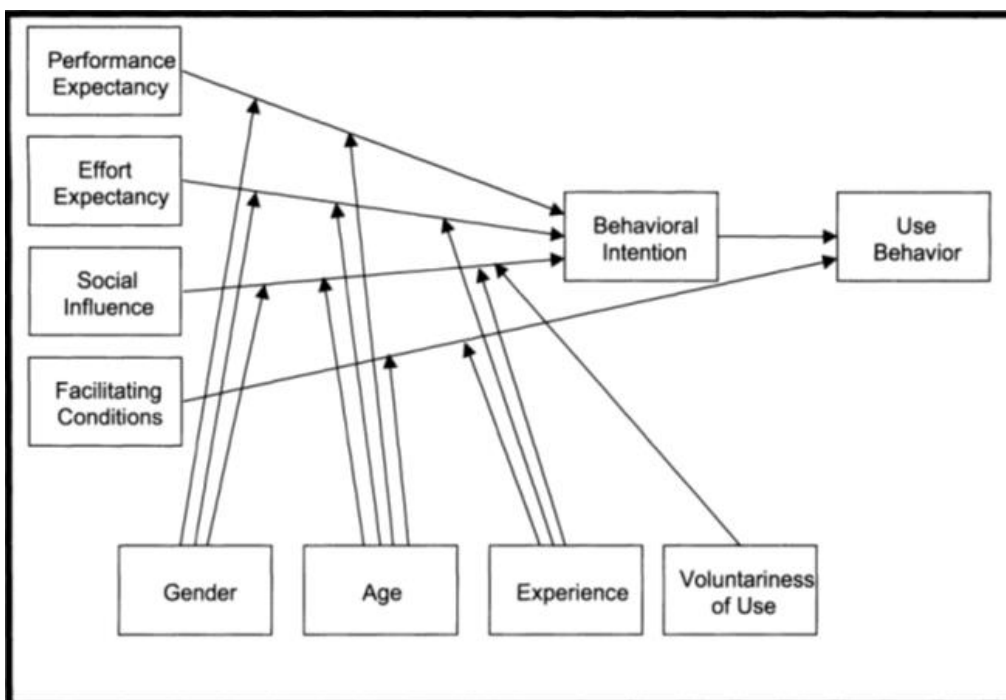 Performance
Expectancy
Effort
Expectancy
Social
Influence
Facilitating
Conditions
Behavioral
Intention
Use
Behavior
Gender
Age
Experience
Voluntariness
of Use